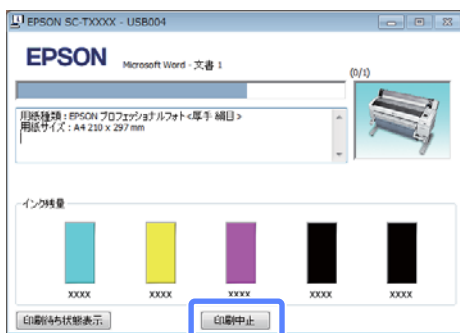 EPSON SC-TXXXX - USB004
EPSON
Microsoft Word - 文書 1
(0/1)
用紙種類 : EPSON プロフェッショナルフォト<厚手 絹目>
用紙サイズ : A4 210 x 297 mm
インク残量
XXXX XXXX XXXX XXXX XXXX
印刷待ち状態表示 印刷中止